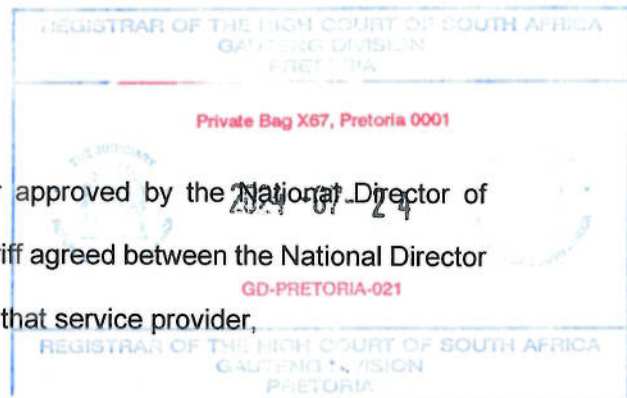 REGISTRAR OF THE HIGH COURT OF SOUTH AFRICA
GAUTENG DIVISION
PRETORIA
Private Bag X67, Pretoria 0001
THE JUDICIARY
approved by the National Director of
2024-07-24
iff agreed between the National Director
GD-PRETORIA-021
that service provider,
REGISTRAR OF THE HIGH COURT OF SOUTH AFRICA
GAUTENG DIVISION
PRETORIA